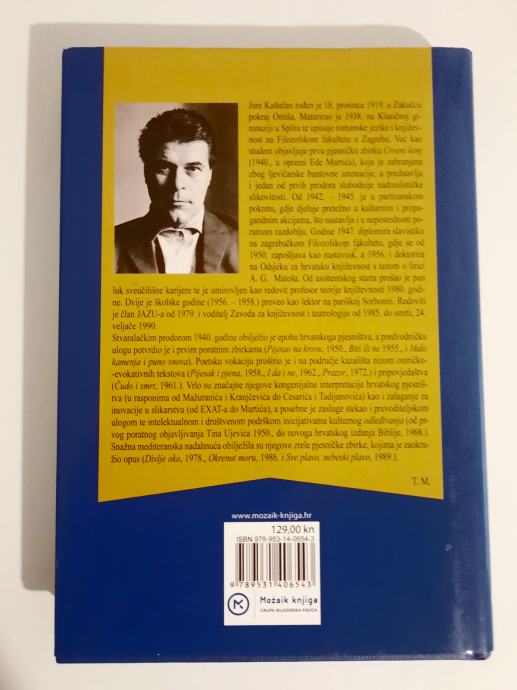 Jure Kaštelan rođen je 18. prosinca 1919. u Zakučcu
pokraj Omiša. Maturirao je 1938. na Klasičnoj gi-
mnaziji u Splitu te upisuje romanske jezike i književ-
nost na Filozofskom fakultetu u Zagrebu. Već kao
student objavljuje prvu pjesničku zbirku Crveni konj
(1940., u opremi Ede Murtića), koja je zabranjena
zbog ljevičarske buntovne intonacije, a predstavlja
i jedan od prvih prodora slobodnije nadrealističke
slikovitosti. Od 1942. – 1945. je u partizanskom
pokretu, gdje djeluje pretežno u kulturnim i propa-
gandnim akcijama, što nastavlja i u neposrednom po-
ratnom razdoblju. Godine 1947. diplomira slavistiku
na zagrebačkom Filozofskom fakultetu, gdje se od
1950. zapošljava kao nastavnik, a 1956. i doktorira
na Odsjeku za hrvatsku književnost s tezom o lirici
A. G. Matoša. Od asistentskog starta prošao je pun
luk sveučilišne karijere te je umirovljen kao redovit profesor teorije književnosti 1980. godi-
ne. Dvije je školske godine (1956. – 1958.) proveo kao lektor na pariškoj Sorbonni. Redoviti
je član JAZU-a od 1979. i voditelj Zavoda za književnost i teatrologiju od 1985. do smrti, 24.
veljače 1990.
Stvaralačkim prodorom 1940. godine obilježio je epohu hrvatskoga pjesništva, a predvodničku
ulogu potvrdio je i prvim poratnim zbirkama (Pijetao na krovu, 1950., Biti ili ne 1955., i Malo
kamena i puno snova). Poetsku vokaciju proširio je i na područje kazališta nizom oniričko-
-evokativnih tekstova (Pijesak i pjena, 1958., I da i ne, 1962., Prazor, 1972.) i pripovjedaštva
(Čudo i smrt, 1961.). Vrlo su značajne njegove kongenijalne interpretacije hrvatskog pjesniš-
tva (u rasponima od Mažuranića i Kranjčevića do Cesarića i Tadijanovića) kao i zalaganje za
inovacije u slikarstvu (od EXAT-a do Murtića), a posebne je zasluge stekao i prevoditeljskom
ulogom te intelektualnom i društvenom podrškom inicijativama kulturnog odleđivanja (od pr-
vog poratnog objavljivanja Tina Ujevića 1950., do novoga hrvatskog izdanja Biblije, 1968.).
Snažna mediteranska nadahnuća obilježila su njegove zrele pjesničke zbirke, kojima je zaokru-
žio opus (Divlje oko, 1978., Okrenut moru, 1986. i Sve plavo, nebeski plavo, 1989.).
T. M.
www.mozaik-knjiga.hr
129,00 kn
ISBN 978-953-14-0654-3
9 789531 406543
Mozaik knjiga
GRUPA MLADINSKA KNJIGA